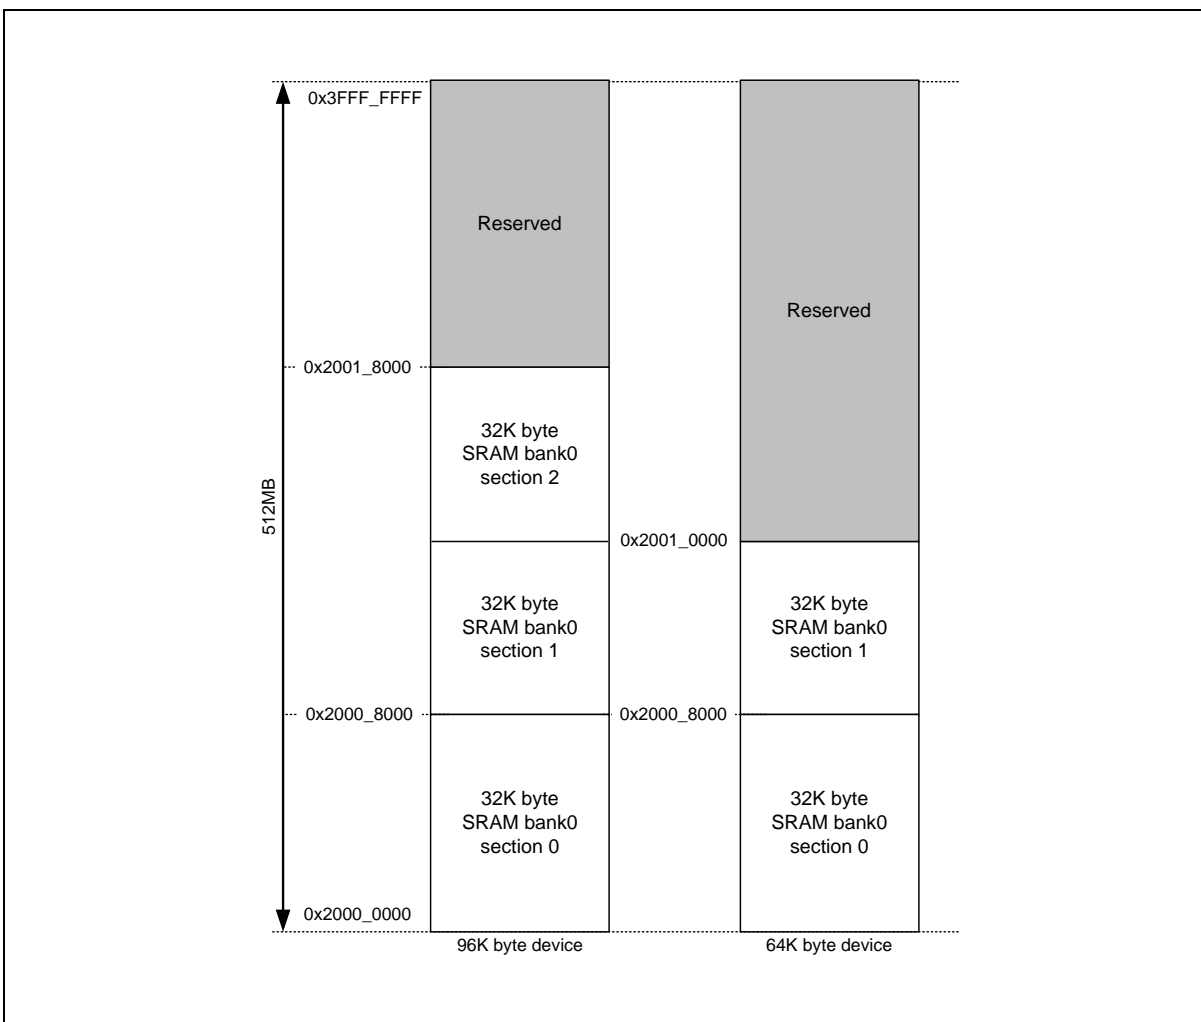 0x3FFF_FFFF
Reserved
Reserved
0x2001_8000
32K byte
SRAM bank0
section 2
512MB
0x2001_0000
32K byte
SRAM bank0
section 1
32K byte
SRAM bank0
section 1
0x2000_8000
0x2000_8000
32K byte
SRAM bank0
section 0
32K byte
SRAM bank0
section 0
0x2000_0000
96K byte device
64K byte device